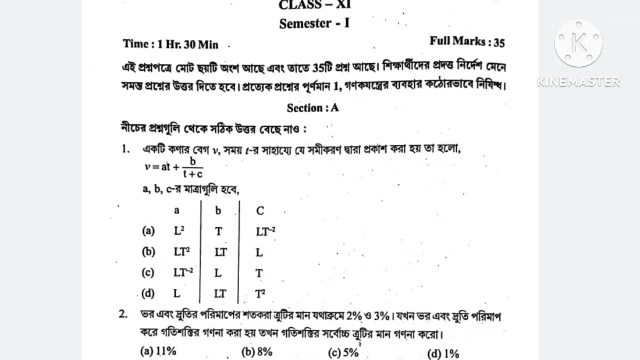 CLASS – XI
Semester - I
Time : 1 Hr. 30 Min Full Marks : 35
KINEMASTER
এই প্রশ্নপত্রে মোট ছয়টি অংশ আছে এবং তাতে 35টি প্রশ্ন আছে। শিক্ষার্থীদের প্রদত্ত নির্দেশ মেনে
সমস্ত প্রশ্নের উত্তর দিতে হবে। প্রত্যেক প্রশ্নের পূর্ণমান 1, গণকযন্ত্রের ব্যবহার কঠোরভাবে নিষিদ্ধ।
Section : A
নীচের প্রশ্নগুলি থেকে সঠিক উত্তর বেছে নাও :
1. একটি কণার বেগ v, সময় t-র সাহায্যে যে সমীকরণ দ্বারা প্রকাশ করা হয় তা হলো,
v = at + b/(t+c)
a, b, c-র মাত্রাগুলি হবে,
a b C
(a) L² T LT⁻²
(b) LT² LT L
(c) LT⁻² L T
(d) L LT T²
2. ভর এবং দ্রুতির পরিমাপের শতকরা ত্রুটির মান যথাক্রমে 2% ও 3%। যখন ভর এবং দ্রুতি পরিমাপ
করে গতিশক্তির গণনা করা হয় তখন গতিশক্তির সর্বোচ্চ ত্রুটির মান গণনা করো।
(a) 11% (b) 8% (c) 5% (d) 1%